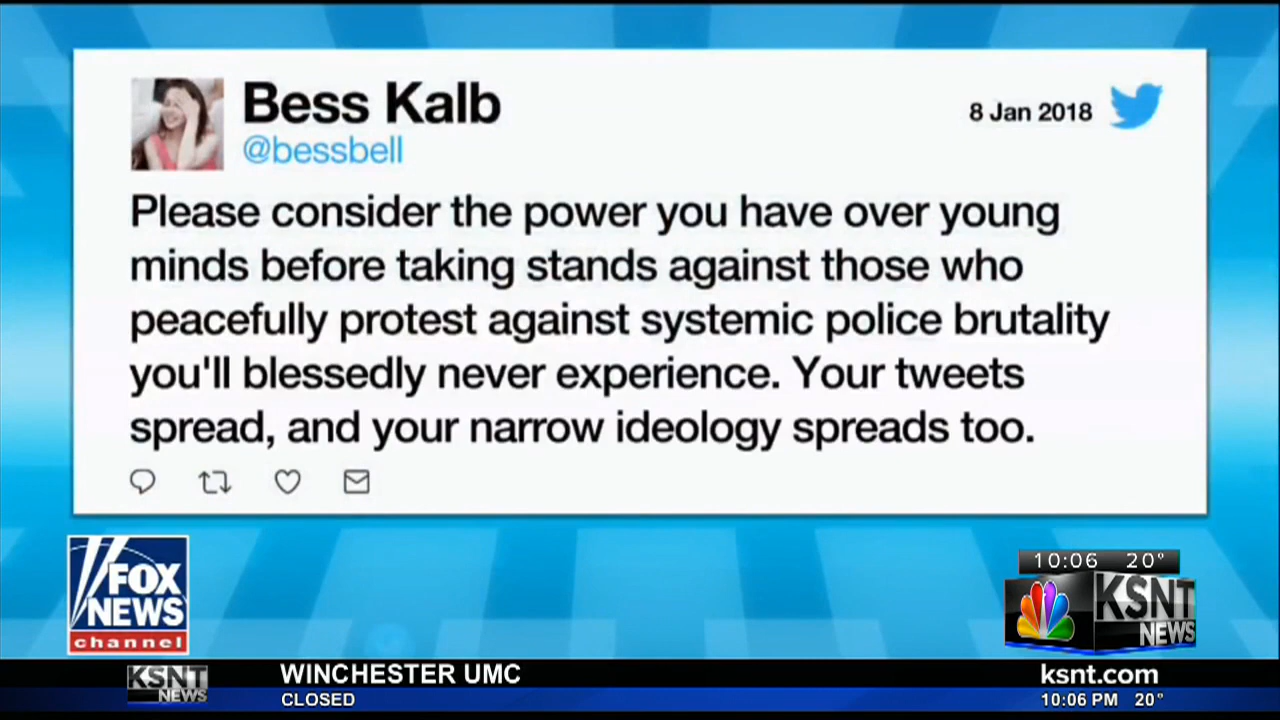 Bess Kalb
@bessbell
8 Jan 2018
Please consider the power you have over young
minds before taking stands against those who
peacefully protest against systemic police brutality
you'll blessedly never experience. Your tweets
spread, and your narrow ideology spreads too.
FOX
NEWS
channel
10:06 20°
KSNT
NEWS
KSNT
NEWS
WINCHESTER UMC
CLOSED
ksnt.com
10:06 PM 20°